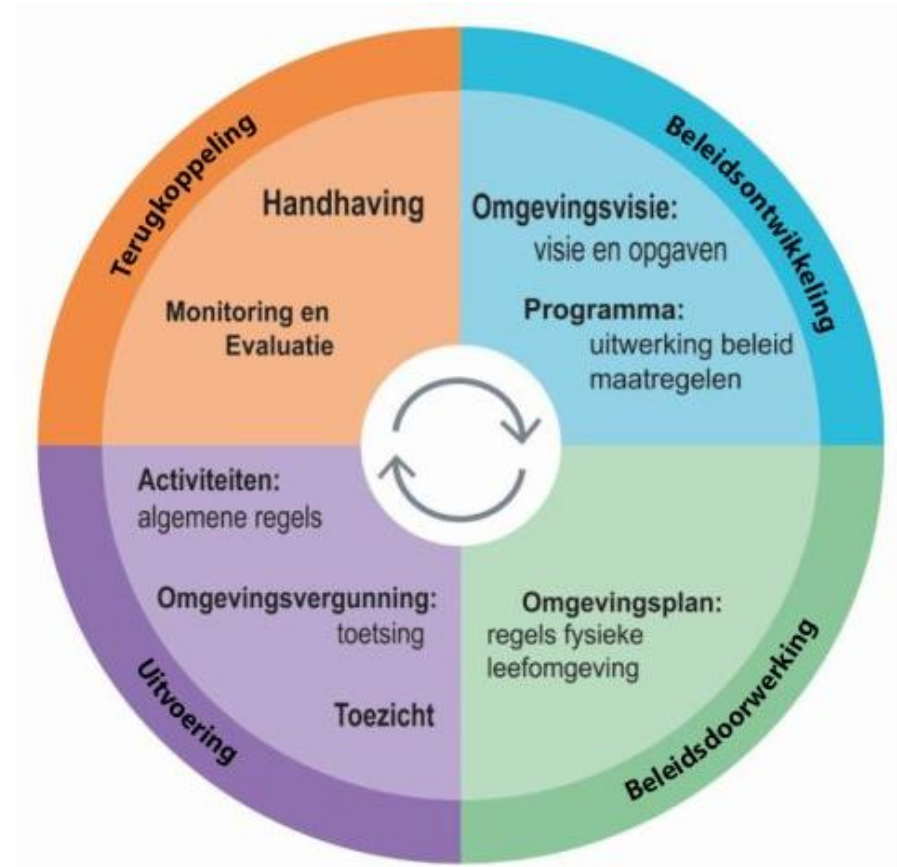 Beleidsontwikkeling
Omgevingsvisie:
visie en opgaven
Programma:
uitwerking beleid
maatregelen
Beleidsdoorwerking
Omgevingsplan:
regels fysieke
leefomgeving
Uitvoering
Activiteiten:
algemene regels
Omgevingsvergunning:
toetsing
Toezicht
Terugkoppeling
Handhaving
Monitoring en
Evaluatie